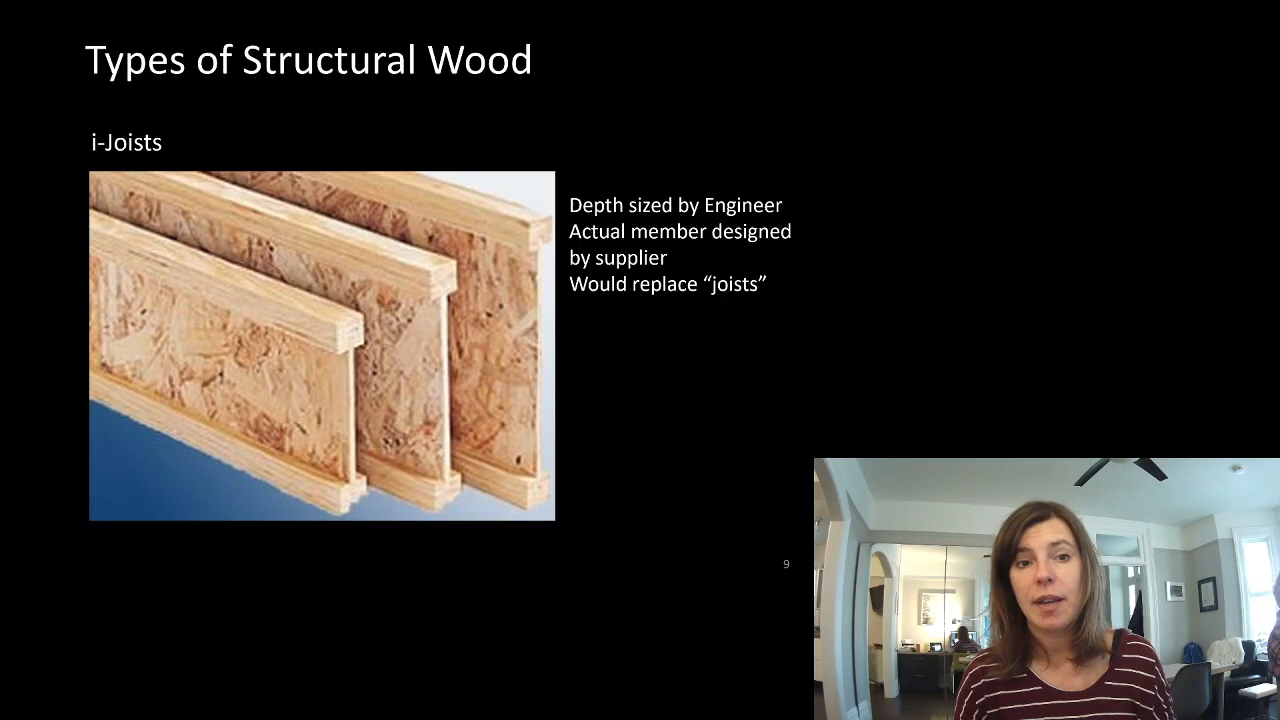 Types of Structural Wood
i-Joists
Depth sized by Engineer
Actual member designed
by supplier
Would replace “joists”
9